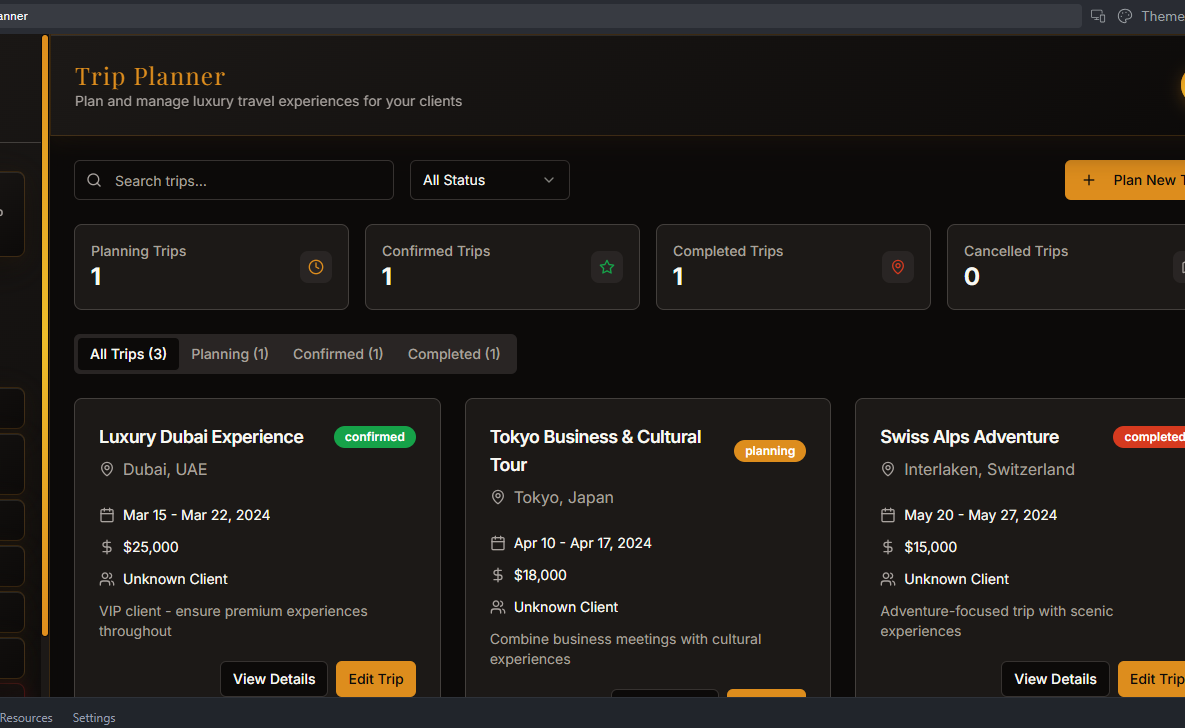 anner
Theme
Trip Planner
Plan and manage luxury travel experiences for your clients
Search trips...
All Status
Plan New T
Planning Trips
1
Confirmed Trips
1
Completed Trips
1
Cancelled Trips
0
All Trips (3)
Planning (1)
Confirmed (1)
Completed (1)
Luxury Dubai Experience
confirmed
Dubai, UAE
Mar 15 - Mar 22, 2024
$25,000
Unknown Client
VIP client - ensure premium experiences
throughout
View Details
Edit Trip
Tokyo Business & Cultural
Tour
planning
Tokyo, Japan
Apr 10 - Apr 17, 2024
$18,000
Unknown Client
Combine business meetings with cultural
experiences
Swiss Alps Adventure
completed
Interlaken, Switzerland
May 20 - May 27, 2024
$15,000
Unknown Client
Adventure-focused trip with scenic
experiences
View Details
Edit Trip
Resources
Settings